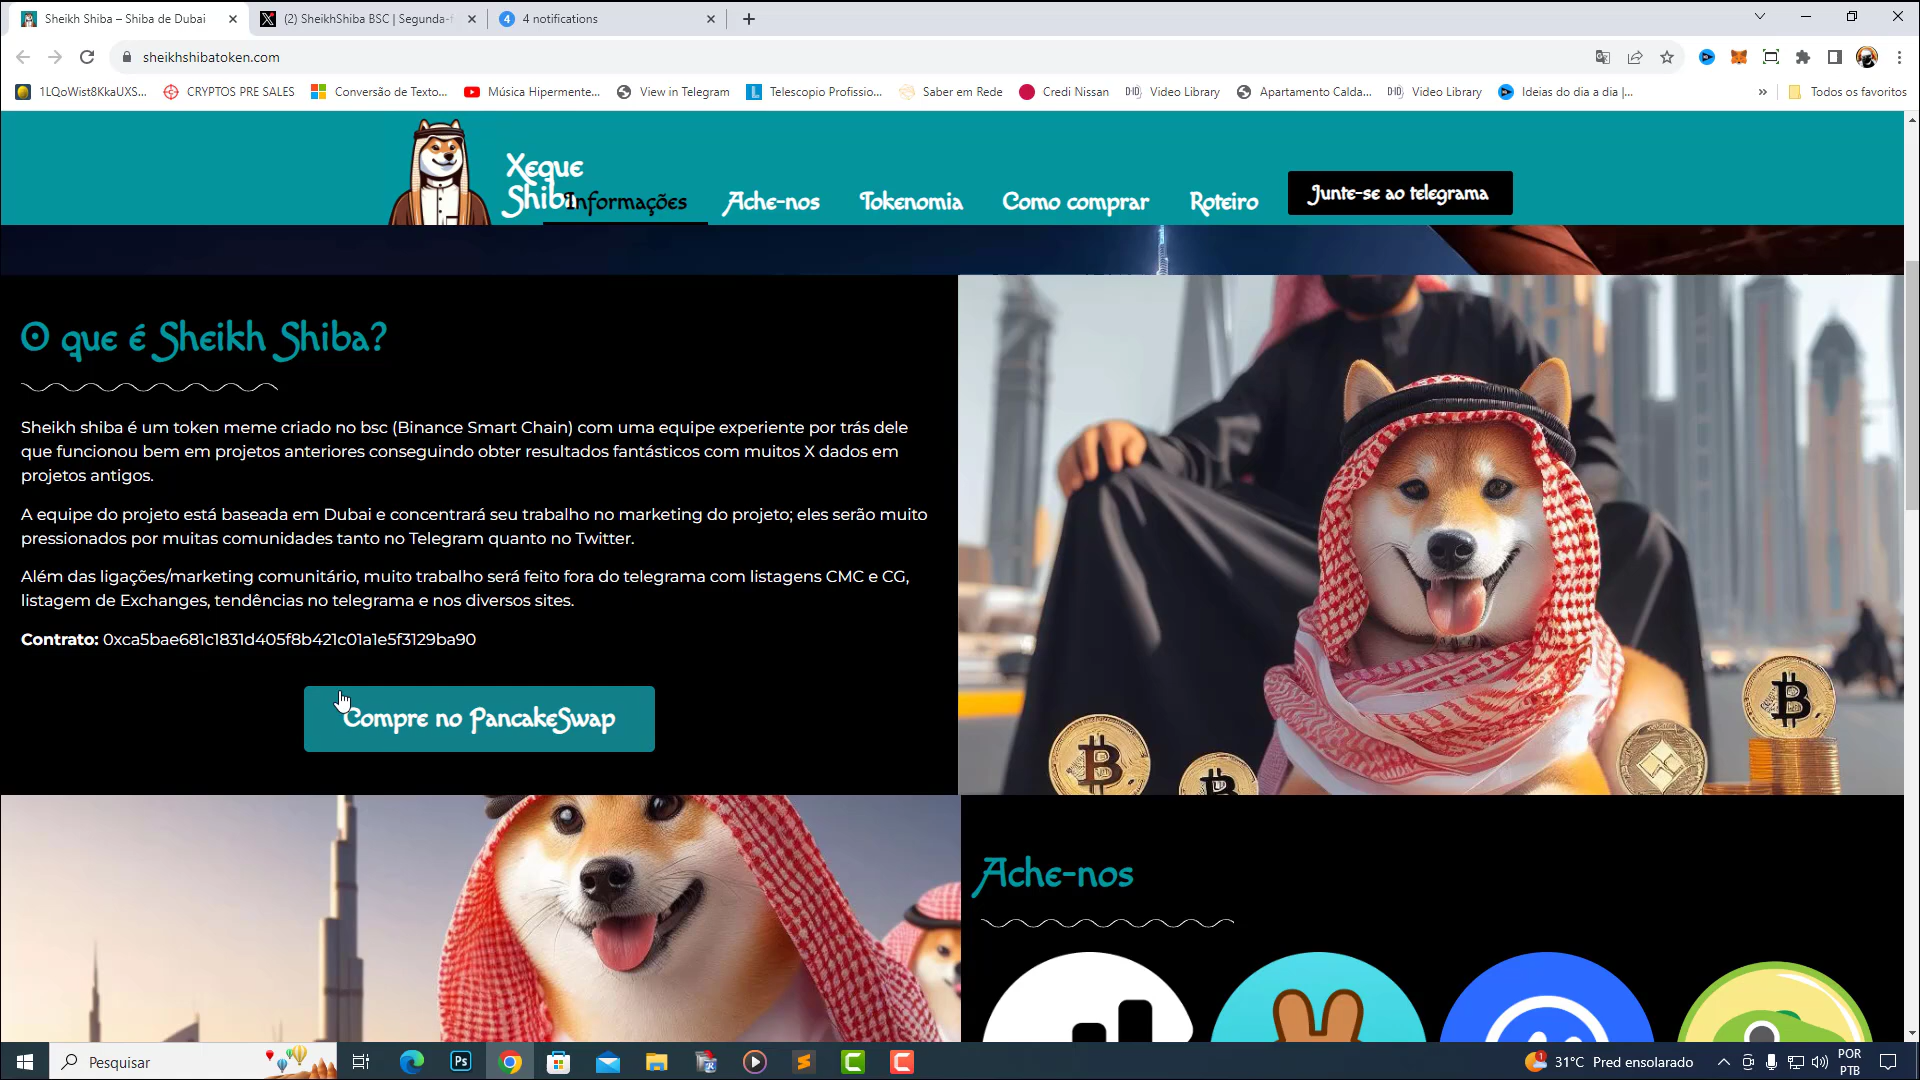 Sheikh Shiba – Shiba de Dubai
(2) SheikhShiba BSC | Segunda-f
4 notifications
sheikhshibatoken.com
1LQoWist8KkaUXS...
CRYPTOS PRE SALES
Conversão de Texto...
Música Hipermente...
View in Telegram
Telescopio Profissio...
Saber em Rede
Credi Nissan
Video Library
Apartamento Calda...
Video Library
Ideias do dia a dia |...
Todos os favoritos
Xeque
Shiba
Informações
Ache-nos
Tokenomia
Como comprar
Roteiro
Junte-se ao telegrama
O que é Sheikh Shiba?
Sheikh shiba é um token meme criado no bsc (Binance Smart Chain) com uma equipe experiente por trás dele
que funcionou bem em projetos anteriores conseguindo obter resultados fantásticos com muitos X dados em
projetos antigos.
A equipe do projeto está baseada em Dubai e concentrará seu trabalho no marketing do projeto; eles serão muito
pressionados por muitas comunidades tanto no Telegram quanto no Twitter.
Além das ligações/marketing comunitário, muito trabalho será feito fora do telegrama com listagens CMC e CG,
listagem de Exchanges, tendências no telegrama e nos diversos sites.
Contrato: 0xca5bae681c1831d405f8b421c01a1e5f3129ba90
Compre no PancakeSwap
Ache-nos
Pesquisar
31°C Pred ensolarado
POR
PTB